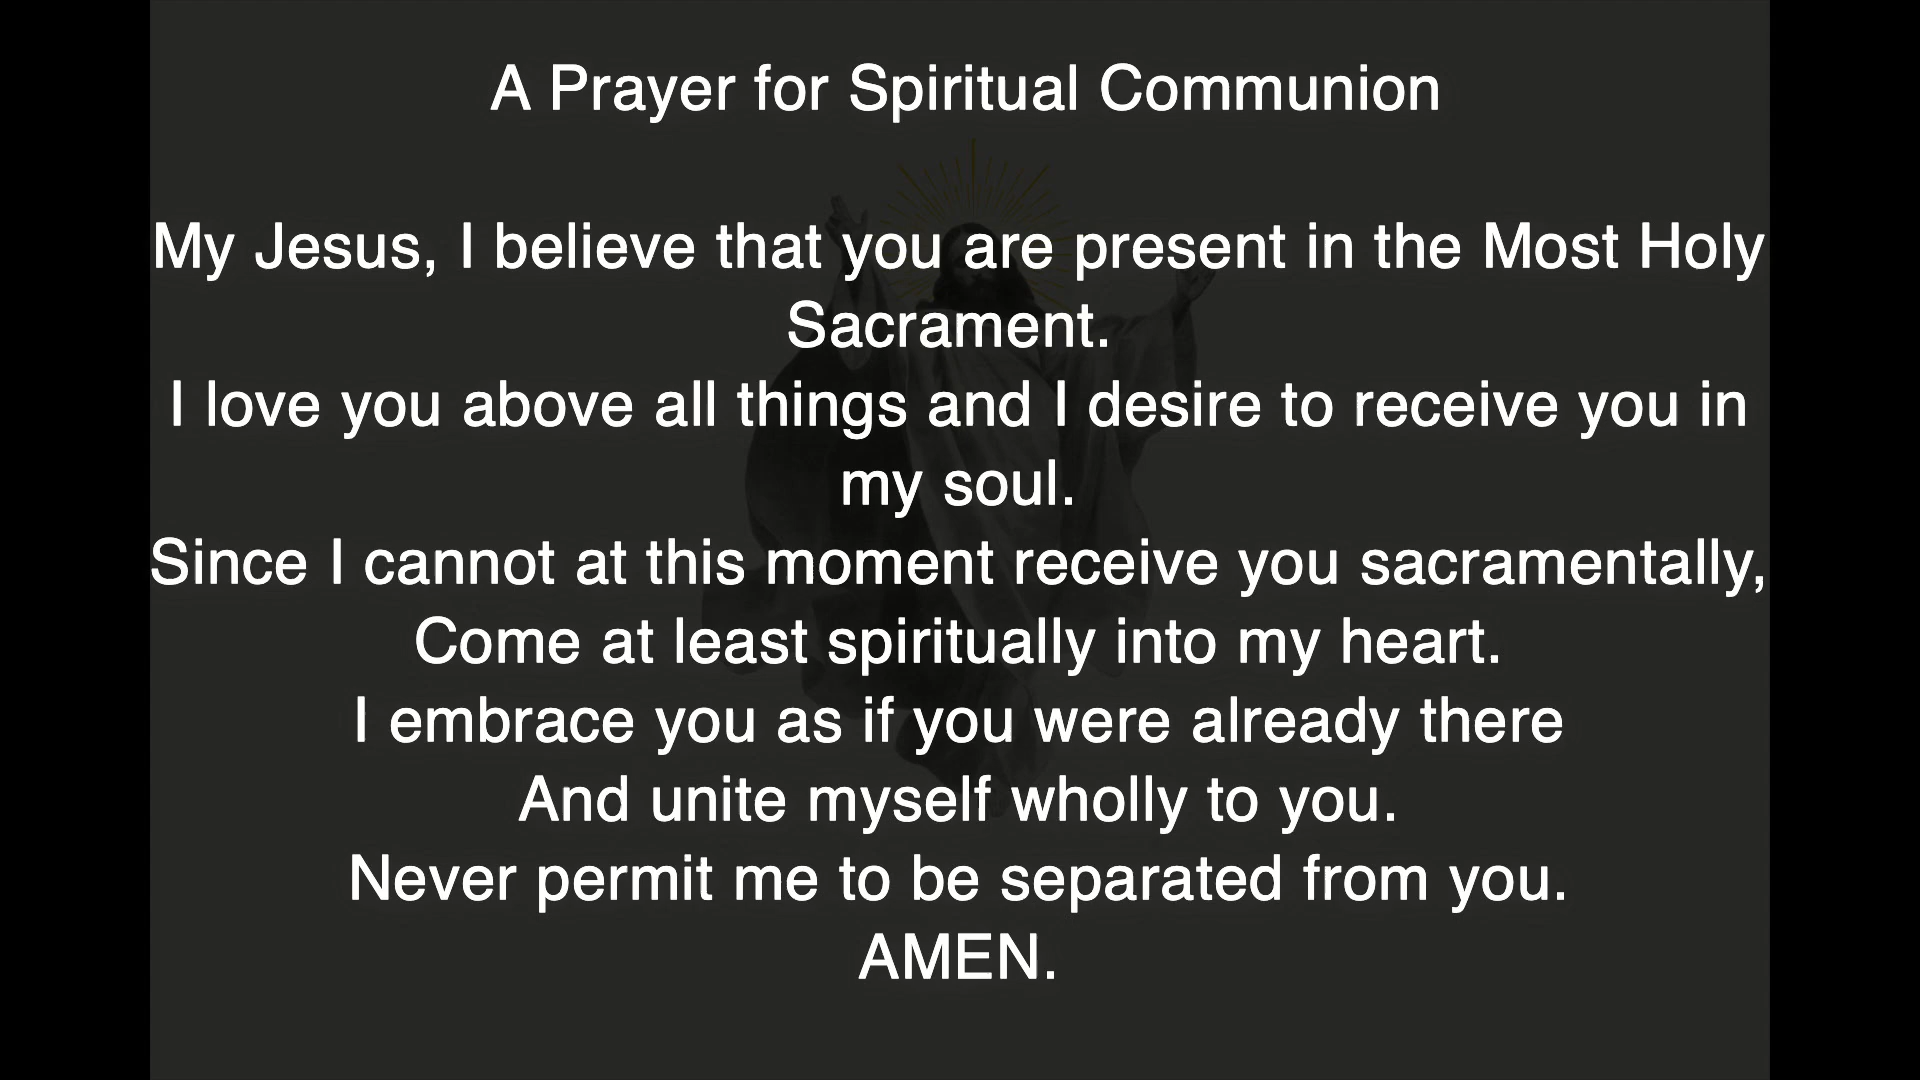 A Prayer for Spiritual Communion
My Jesus, I believe that you are present in the Most Holy
Sacrament.
I love you above all things and I desire to receive you in
my soul.
Since I cannot at this moment receive you sacramentally,
Come at least spiritually into my heart.
I embrace you as if you were already there
And unite myself wholly to you.
Never permit me to be separated from you.
AMEN.